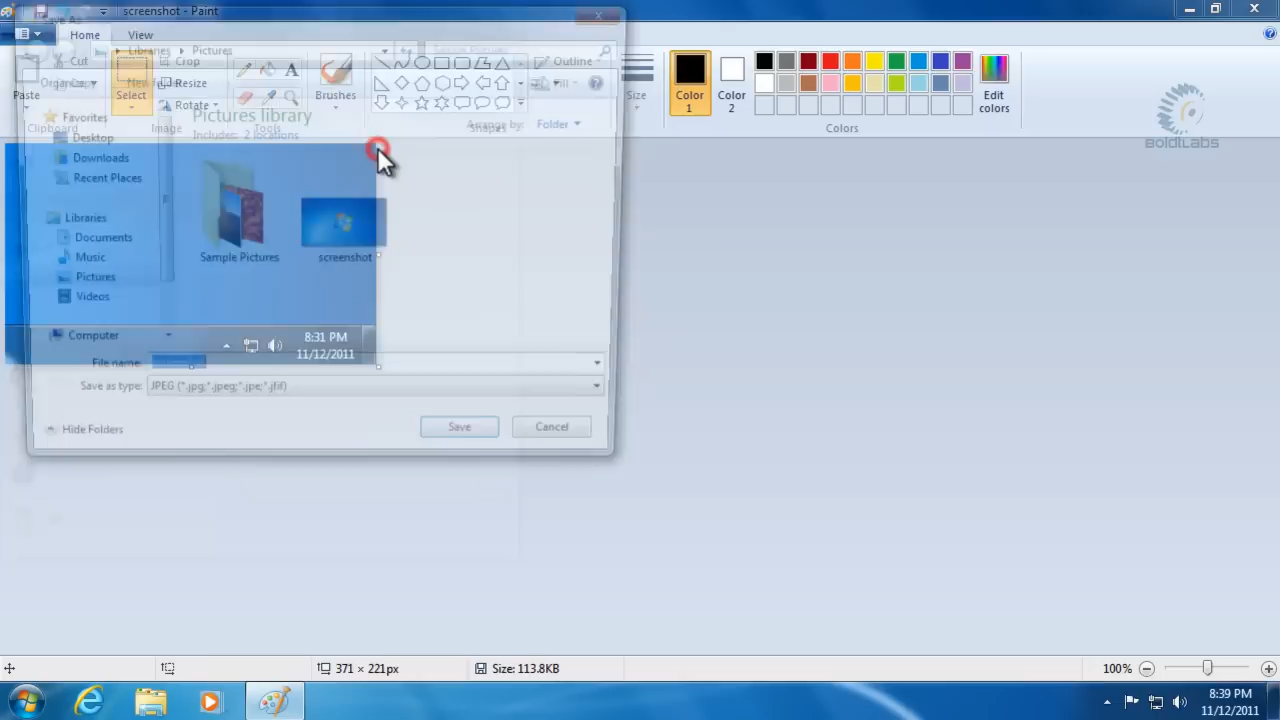 screenshot - Paint
Save As
Home
View
Libraries
Pictures
Organize
New
Paste
Cut
Select
Crop
Resize
Rotate
Clipboard
Image
Tools
Brushes
Shapes
Outline
Fill
Size
Color 1
Color 2
Edit colors
Colors
BOLDTLABS
Favorites
Desktop
Downloads
Recent Places
Libraries
Documents
Music
Pictures
Videos
Computer
Pictures library
Includes: 2 locations
Arrange by:
Folder
Sample Pictures
screenshot
8:31 PM
11/12/2011
File name:
Save as type:
JPEG (*.jpg;*.jpeg;*.jpe;*.jfif)
Hide Folders
Save
Cancel
371 × 221px
Size: 113.8KB
100%
8:39 PM
11/12/2011